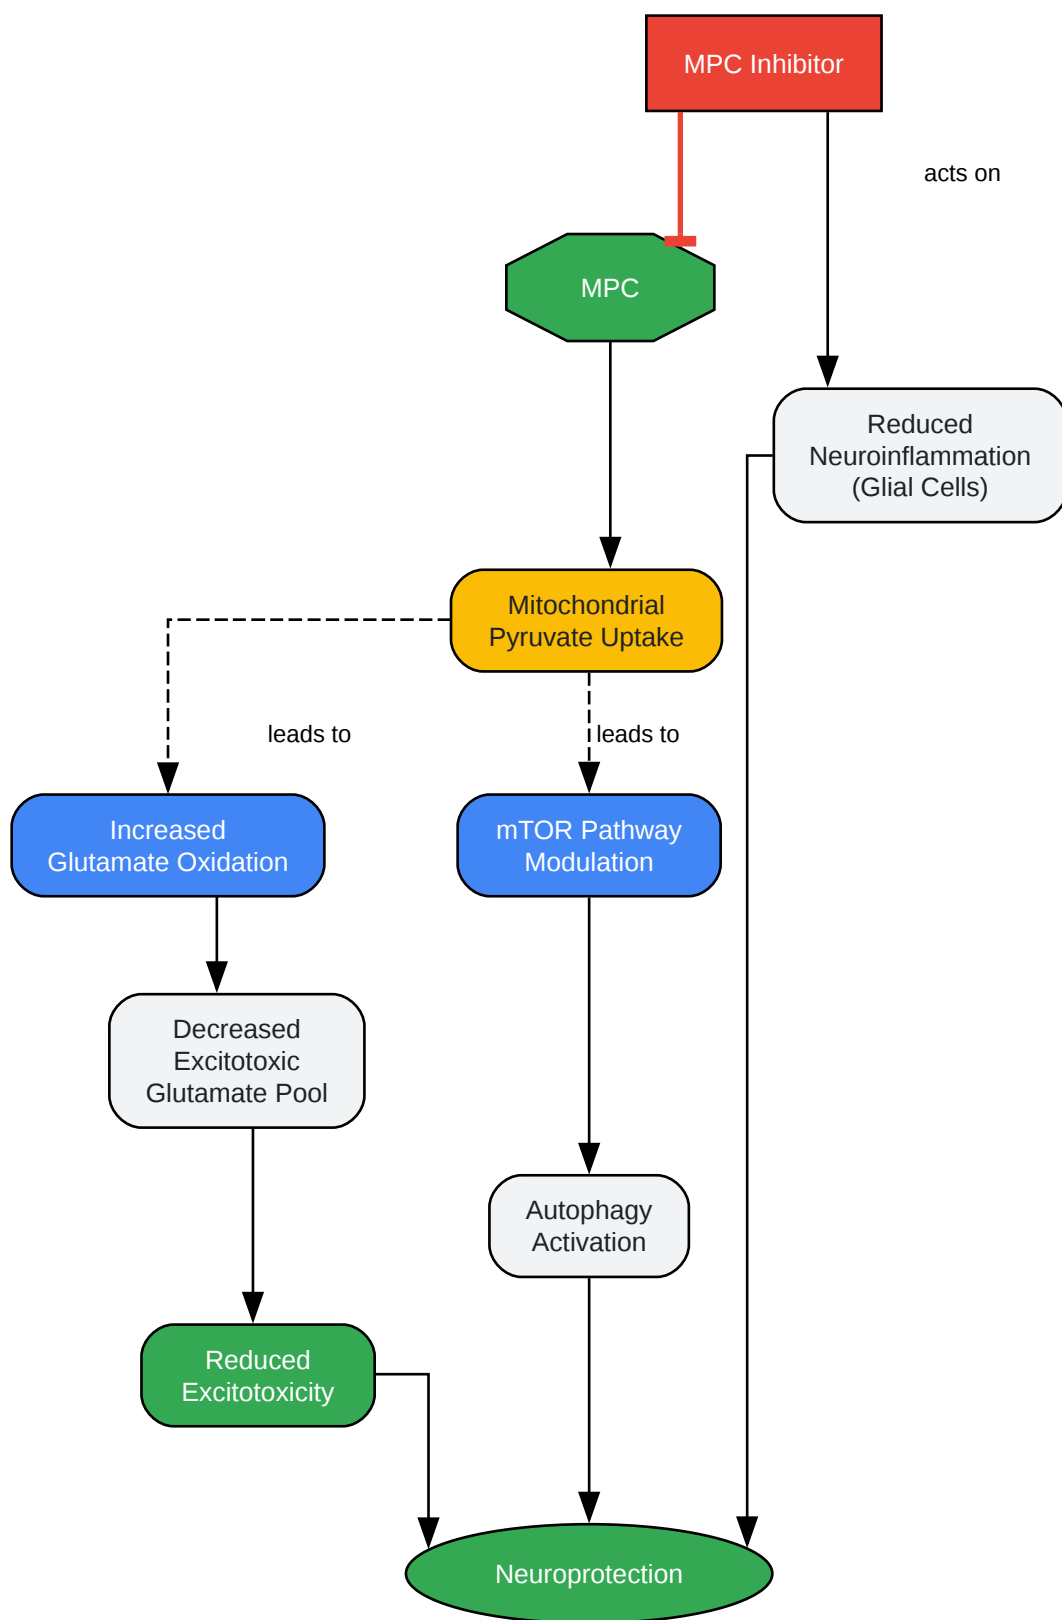 MPC Inhibitor
acts on
MPC
Reduced
Neuroinflammation
(Glial Cells)
Mitochondrial
Pyruvate Uptake
leads to
leads to
Increased
Glutamate Oxidation
mTOR Pathway
Modulation
Decreased
Excitotoxic
Glutamate Pool
Autophagy
Activation
Reduced
Excitotoxicity
Neuroprotection